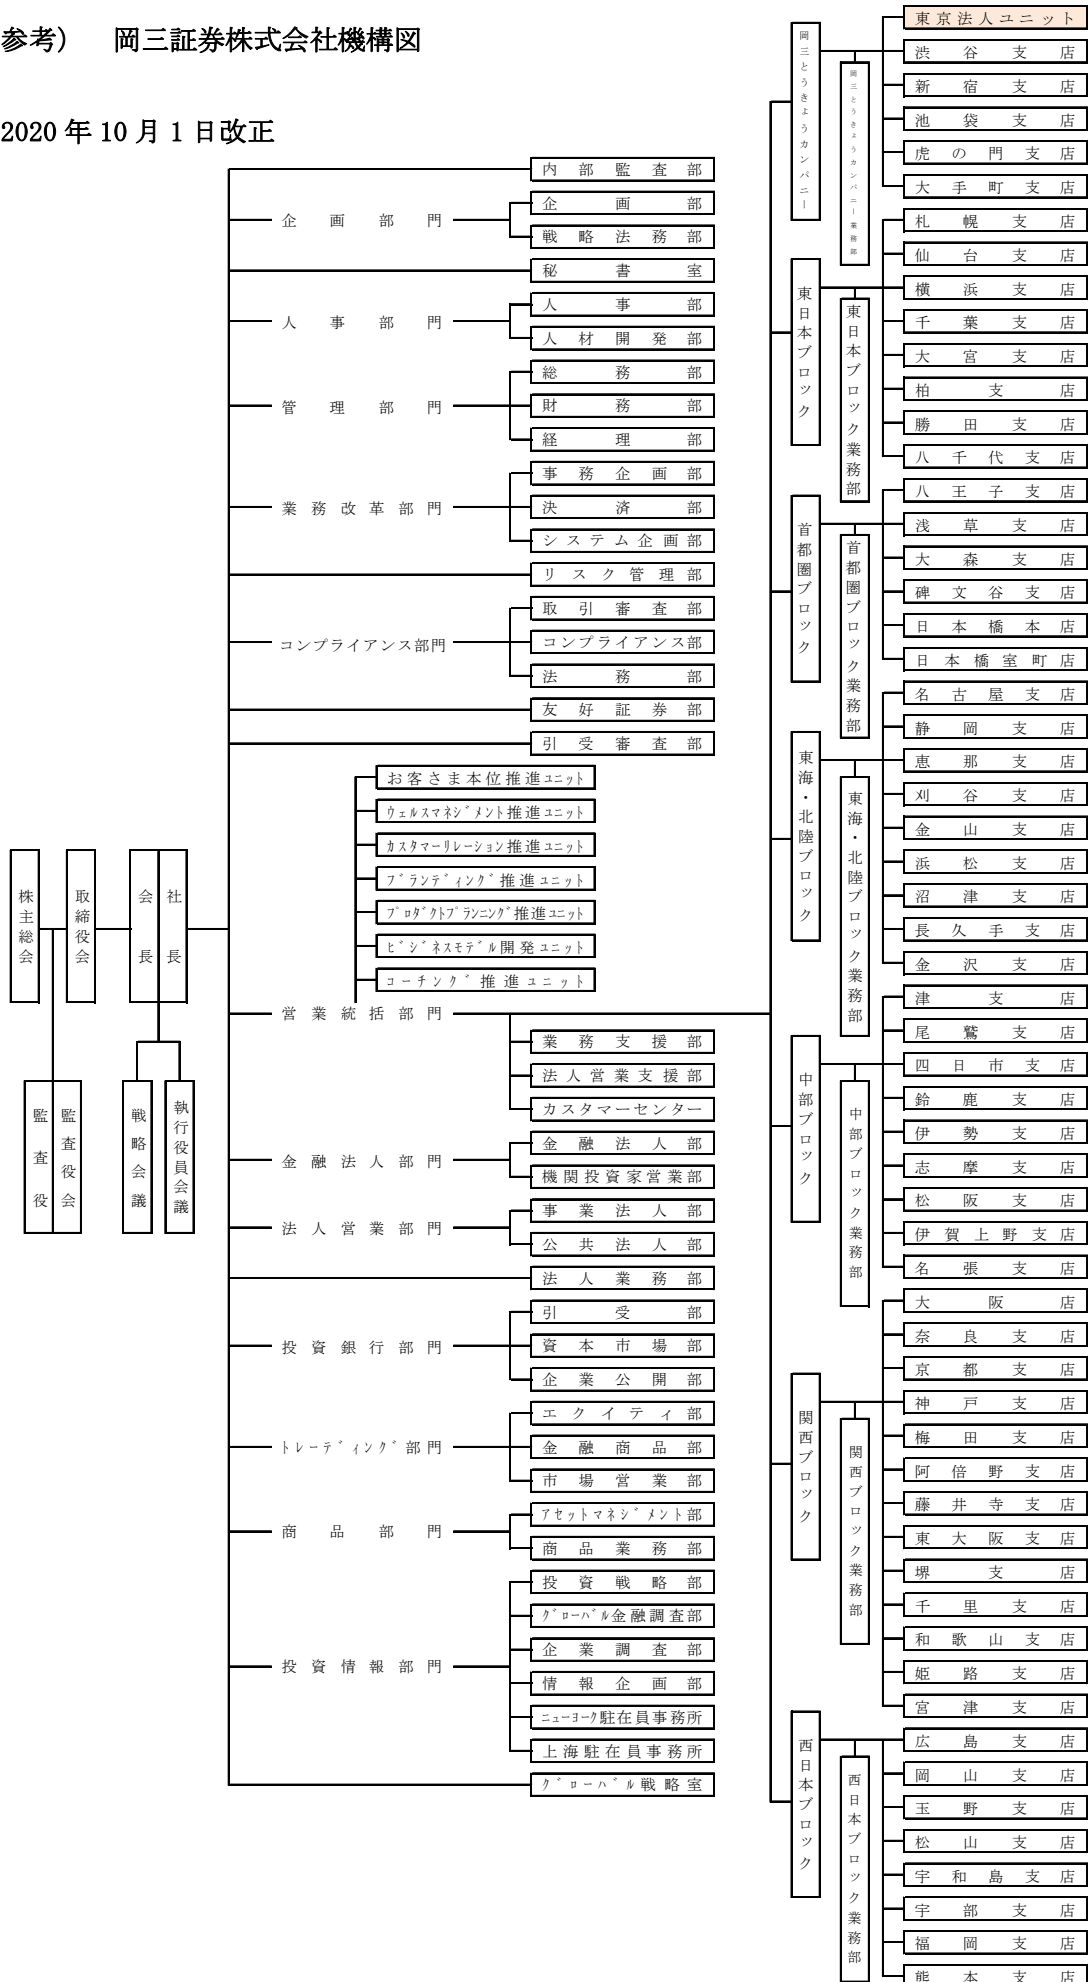 参考) 岡三証券株式会社機構図
2020年10月1日改正
株主総会
取締役会
会長
社長
監査役
監査役会
戦略会議
執行役員会議
内部監査部
企画部門
企画部
戦略法務部
秘書室
人事部門
人事部
人材開発部
管理部門
総務部
財務部
経理部
業務改革部門
事務企画部
決済部
システム企画部
リスク管理部
コンプライアンス部門
取引審査部
コンプライアンス部
法務部
友好証券部
引受審査部
お客さま本位推進ユニット
ウェルスマネジメント推進ユニット
カスタマーリレーション推進ユニット
ブランディング推進ユニット
プロダクトプランニング推進ユニット
ビジネスモデル開発ユニット
コーチング推進ユニット
営業統括部門
業務支援部
法人営業支援部
カスタマーセンター
金融法人部門
金融法人部
機関投資家営業部
法人営業部門
事業法人部
公共法人部
法人業務部
投資銀行部門
引受部
資本市場部
企業公開部
トレーディング部門
エクイティ部
金融商品部
市場営業部
商品部門
アセットマネジメント部
商品業務部
投資情報部門
投資戦略部
グローバル金融調査部
企業調査部
情報企画部
ニューヨーク駐在員事務所
上海駐在員事務所
グローバル戦略室
岡三とうきょうカンパニー
岡三とうきょうカンパニー業務部
東京法人ユニット
渋谷支店
新宿支店
池袋支店
虎の門支店
大手町支店
東日本ブロック
東日本ブロック業務部
札幌支店
仙台支店
横浜支店
千葉支店
大宮支店
柏支店
勝田支店
八千代支店
首都圏ブロック
首都圏ブロック業務部
八王子支店
浅草支店
大森支店
碑文谷支店
日本橋本店
日本橋室町店
東海・北陸ブロック
東海・北陸ブロック業務部
名古屋支店
静岡支店
恵那支店
刈谷支店
金山支店
浜松支店
沼津支店
長久手支店
金沢支店
中部ブロック
中部ブロック業務部
津支店
尾鷲支店
四日市支店
鈴鹿支店
伊勢支店
志摩支店
松阪支店
伊賀上野支店
名張支店
関西ブロック
関西ブロック業務部
大阪店
奈良支店
京都支店
神戸支店
梅田支店
阿倍野支店
藤井寺支店
東大阪支店
堺支店
千里支店
和歌山支店
姫路支店
宮津支店
西日本ブロック
西日本ブロック業務部
広島支店
岡山支店
玉野支店
松山支店
宇和島支店
宇部支店
福岡支店
熊本支店